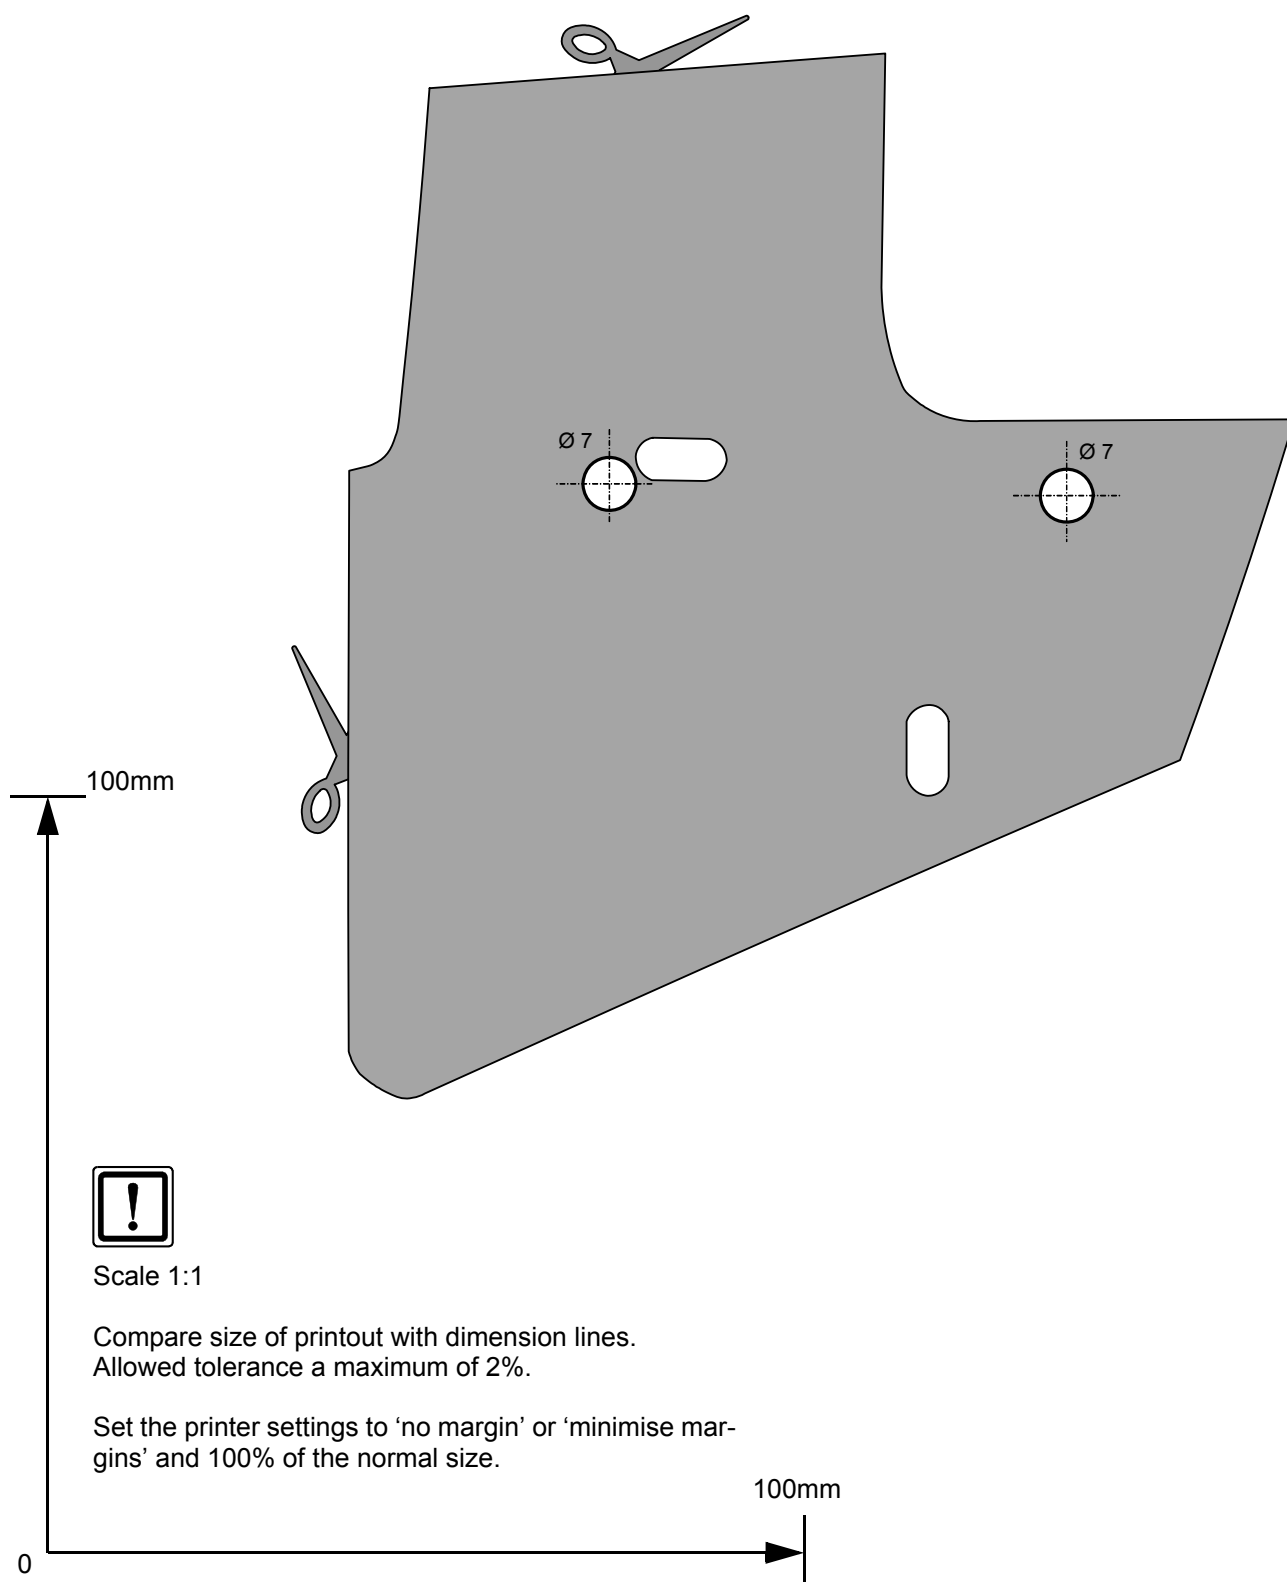 Ø 7
Ø 7
100mm
!
Scale 1:1
Compare size of printout with dimension lines.
Allowed tolerance a maximum of 2%.
Set the printer settings to ‘no margin’ or ‘minimise mar-
gins’ and 100% of the normal size.
100mm
0